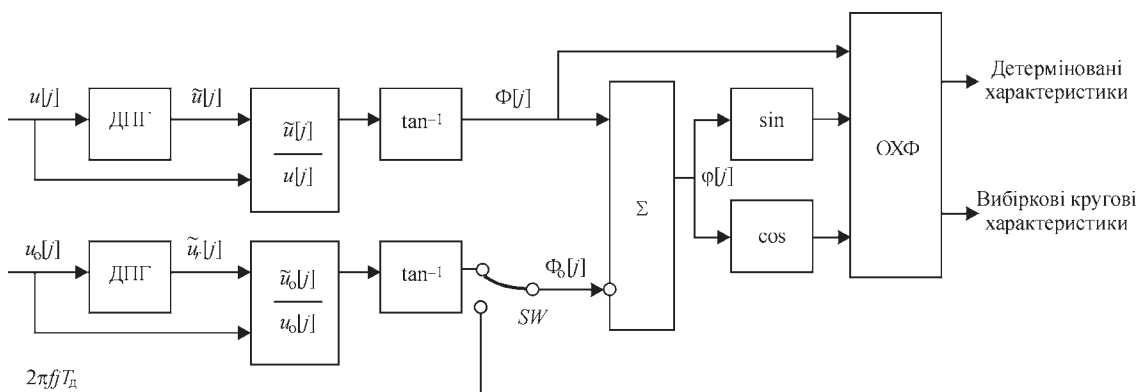 u[j]
ДПГ
ũ[j]
ũ[j]
u[j]
tan⁻¹
Φ[j]
Σ
φ[j]
sin
cos
ОХФ
Детерміновані
характеристики
Вибіркові кругові
характеристики
u₀[j]
ДПГ
ũᵣ[j]
ũ₀[j]
u₀[j]
tan⁻¹
SW
Φ₀[j]
2πfjTд